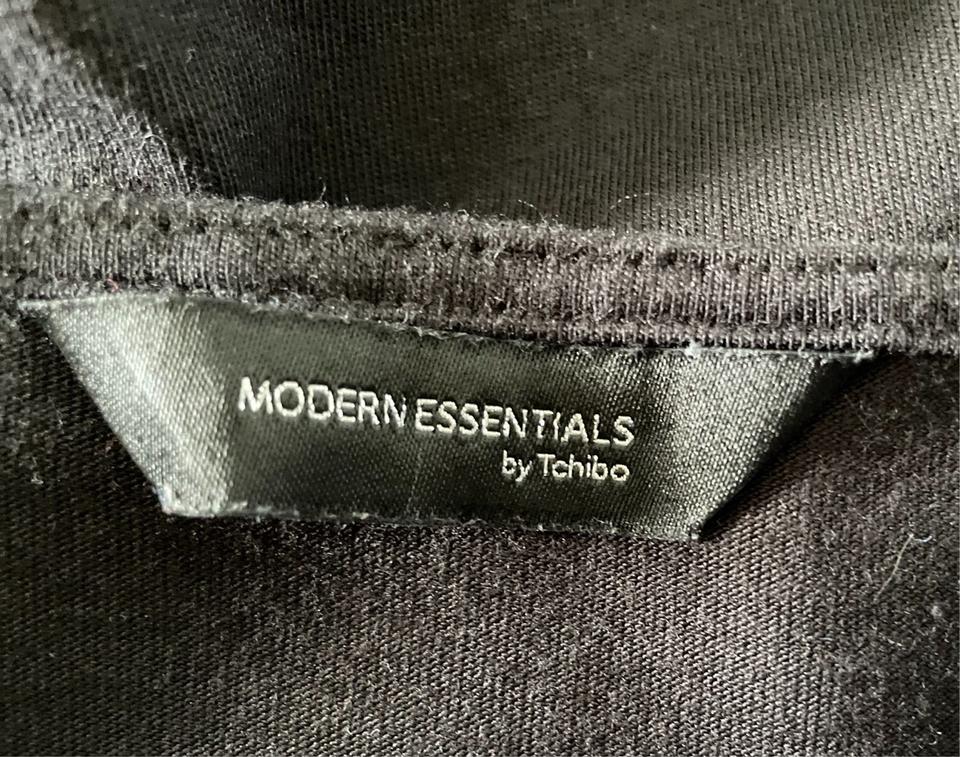 MODERN ESSENTIALS
by Tchibo